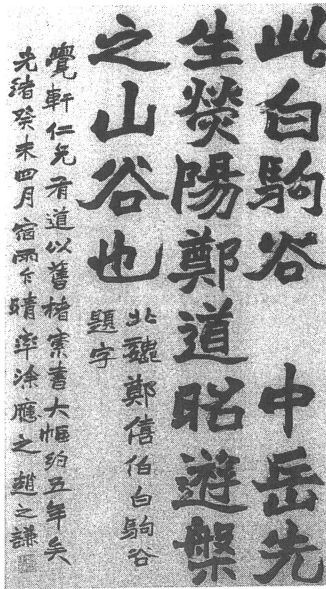 此白駒谷　中岳先
生熒陽鄭道昭遊槃
之山谷也
北魏鄭僖伯白駒谷
題字
覺軒仁兄有道以舊楮索書大幅約五年矣
光緒癸未四月宿雨乍晴率塗應之趙之謙